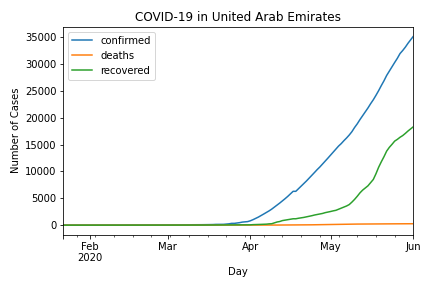 COVID-19 in United Arab Emirates
confirmed
deaths
recovered
35000
30000
25000
20000
15000
10000
5000
0
Number of Cases
Feb
2020
Mar
Apr
May
Jun
Day